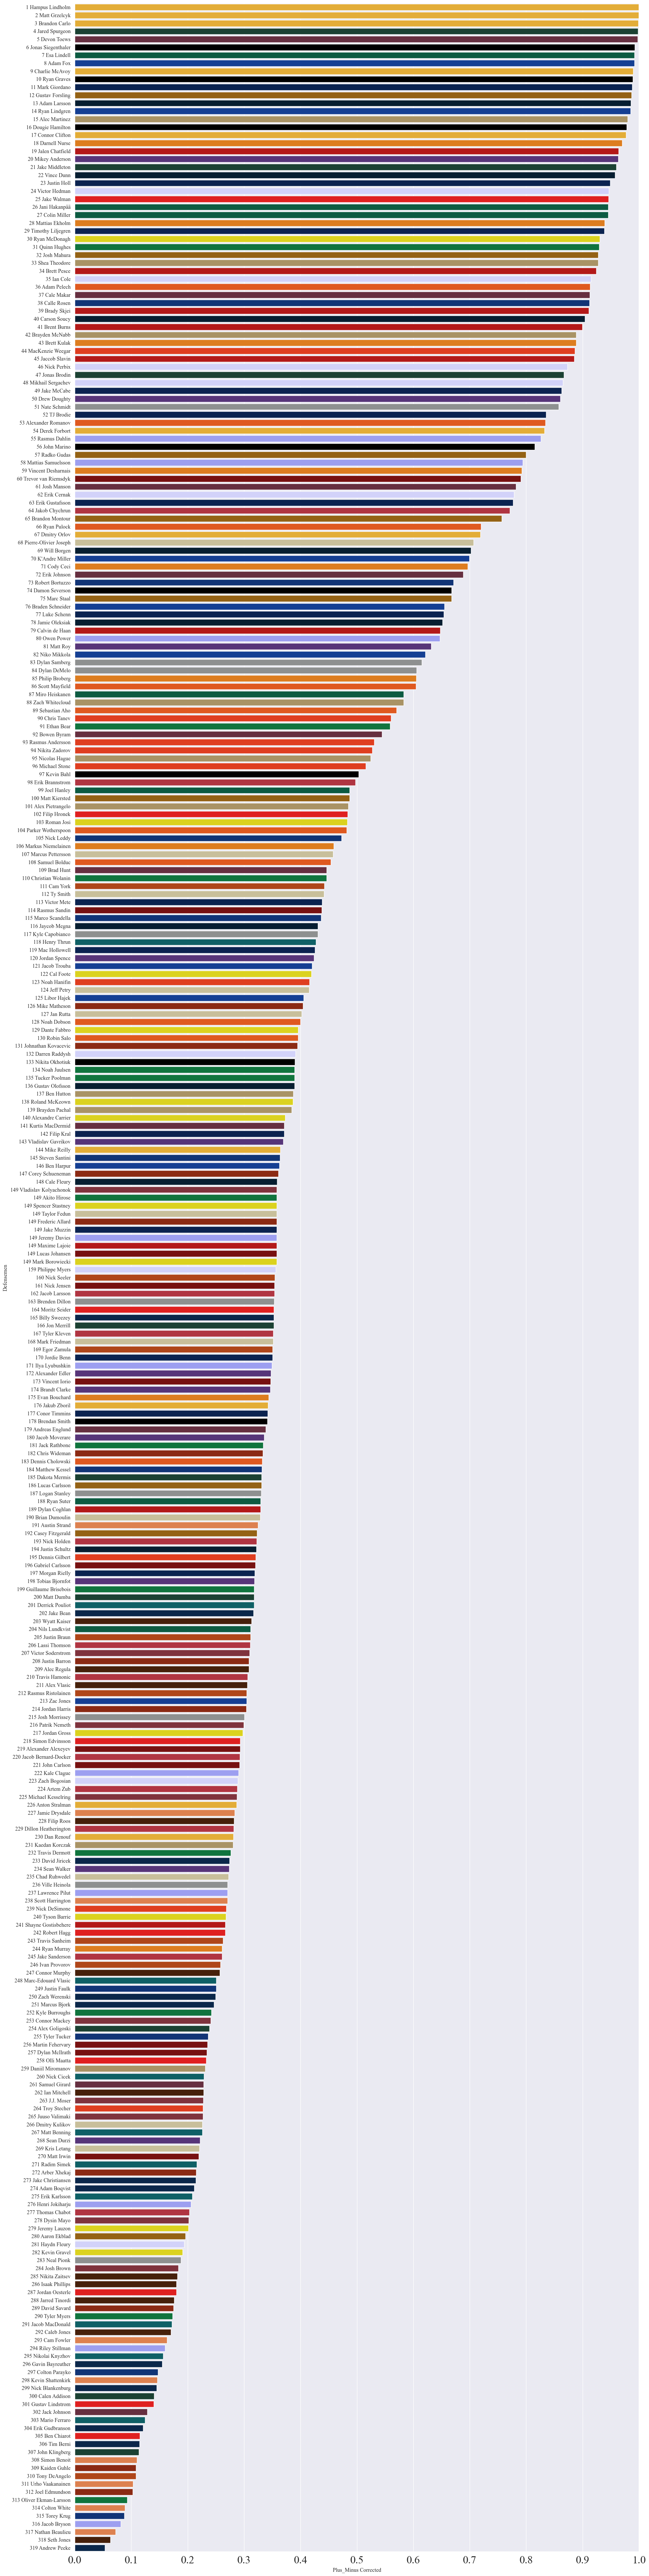 1 Hampus Lindholm
2 Matt Grzelcyk
3 Brandon Carlo
4 Jared Spurgeon
5 Devon Toews
6 Jonas Siegenthaler
7 Esa Lindell
8 Adam Fox
9 Charlie McAvoy
10 Ryan Graves
11 Mark Giordano
12 Gustav Forsling
13 Adam Larsson
14 Ryan Lindgren
15 Alec Martinez
16 Dougie Hamilton
17 Connor Clifton
18 Darnell Nurse
19 Jalen Chatfield
20 Mikey Anderson
21 Jake Middleton
22 Vince Dunn
23 Justin Holl
24 Victor Hedman
25 Jake Walman
26 Jani Hakanpää
27 Colin Miller
28 Mattias Ekholm
29 Timothy Liljegren
30 Ryan McDonagh
31 Quinn Hughes
32 Josh Mahura
33 Shea Theodore
34 Brett Pesce
35 Ian Cole
36 Adam Pelech
37 Cale Makar
38 Calle Rosen
39 Brady Skjei
40 Carson Soucy
41 Brent Burns
42 Brayden McNabb
43 Brett Kulak
44 MacKenzie Weegar
45 Jaccob Slavin
46 Nick Perbix
47 Jonas Brodin
48 Mikhail Sergachev
49 Jake McCabe
50 Drew Doughty
51 Nate Schmidt
52 TJ Brodie
53 Alexander Romanov
54 Derek Forbort
55 Rasmus Dahlin
56 John Marino
57 Radko Gudas
58 Mattias Samuelsson
59 Vincent Desharnais
60 Trevor van Riemsdyk
61 Josh Manson
62 Erik Cernak
63 Erik Gustafsson
64 Jakob Chychrun
65 Brandon Montour
66 Ryan Pulock
67 Dmitry Orlov
68 Pierre-Olivier Joseph
69 Will Borgen
70 K'Andre Miller
71 Cody Ceci
72 Erik Johnson
73 Robert Bortuzzo
74 Damon Severson
75 Marc Staal
76 Braden Schneider
77 Luke Schenn
78 Jamie Oleksiak
79 Calvin de Haan
80 Owen Power
81 Matt Roy
82 Niko Mikkola
83 Dylan Samberg
84 Dylan DeMelo
85 Philip Broberg
86 Scott Mayfield
87 Miro Heiskanen
88 Zach Whitecloud
89 Sebastian Aho
90 Chris Tanev
91 Ethan Bear
92 Bowen Byram
93 Rasmus Andersson
94 Nikita Zadorov
95 Nicolas Hague
96 Michael Stone
97 Kevin Bahl
98 Erik Brannstrom
99 Joel Hanley
100 Matt Kiersted
101 Alex Pietrangelo
102 Filip Hronek
103 Roman Josi
104 Parker Wotherspoon
105 Nick Leddy
106 Markus Niemelainen
107 Marcus Pettersson
108 Samuel Bolduc
109 Brad Hunt
110 Christian Wolanin
111 Cam York
112 Ty Smith
113 Victor Mete
114 Rasmus Sandin
115 Marco Scandella
116 Jaycob Megna
117 Kyle Capobianco
118 Henry Thrun
119 Mac Hollowell
120 Jordan Spence
121 Jacob Trouba
122 Cal Foote
123 Noah Hanifin
124 Jeff Petry
125 Libor Hajek
126 Mike Matheson
127 Jan Rutta
128 Noah Dobson
129 Dante Fabbro
130 Robin Salo
131 Johnathan Kovacevic
132 Darren Raddysh
133 Nikita Okhotiuk
134 Noah Juulsen
135 Tucker Poolman
136 Gustav Olofsson
137 Ben Hutton
138 Roland McKeown
139 Brayden Pachal
140 Alexandre Carrier
141 Kurtis MacDermid
142 Filip Kral
143 Vladislav Gavrikov
144 Mike Reilly
145 Steven Santini
146 Ben Harpur
147 Corey Schueneman
148 Cale Fleury
149 Vladislav Kolyachonok
149 Akito Hirose
149 Spencer Stastney
149 Taylor Fedun
149 Frederic Allard
149 Jake Muzzin
149 Jeremy Davies
149 Maxime Lajoie
149 Lucas Johansen
149 Mark Borowiecki
159 Philippe Myers
160 Nick Seeler
161 Nick Jensen
162 Jacob Larsson
163 Brenden Dillon
164 Moritz Seider
165 Billy Sweezey
166 Jon Merrill
167 Tyler Kleven
168 Mark Friedman
169 Egor Zamula
170 Jordie Benn
171 Ilya Lyubushkin
172 Alexander Edler
173 Vincent Iorio
174 Brandt Clarke
175 Evan Bouchard
176 Jakub Zboril
177 Conor Timmins
178 Brendan Smith
179 Andreas Englund
180 Jacob Moverare
181 Jack Rathbone
182 Chris Wideman
183 Dennis Cholowski
184 Matthew Kessel
185 Dakota Mermis
186 Lucas Carlsson
187 Logan Stanley
188 Ryan Suter
189 Dylan Coghlan
190 Brian Dumoulin
191 Austin Strand
192 Casey Fitzgerald
193 Nick Holden
194 Justin Schultz
195 Dennis Gilbert
196 Gabriel Carlsson
197 Morgan Rielly
198 Tobias Bjornfot
199 Guillaume Brisebois
200 Matt Dumba
201 Derrick Pouliot
202 Jake Bean
203 Wyatt Kaiser
204 Nils Lundkvist
205 Justin Braun
206 Lassi Thomson
207 Victor Soderstrom
208 Justin Barron
209 Alec Regula
210 Travis Hamonic
211 Alex Vlasic
212 Rasmus Ristolainen
213 Zac Jones
214 Jordan Harris
215 Josh Morrissey
216 Patrik Nemeth
217 Jordan Gross
218 Simon Edvinsson
219 Alexander Alexeyev
220 Jacob Bernard-Docker
221 John Carlson
222 Kale Clague
223 Zach Bogosian
224 Artem Zub
225 Michael Kesselring
226 Anton Stralman
227 Jamie Drysdale
228 Filip Roos
229 Dillon Heatherington
230 Dan Renouf
231 Kaedan Korczak
232 Travis Dermott
233 David Jiricek
234 Sean Walker
235 Chad Ruhwedel
236 Ville Heinola
237 Lawrence Pilut
238 Scott Harrington
239 Nick DeSimone
240 Tyson Barrie
241 Shayne Gostisbehere
242 Robert Hagg
243 Travis Sanheim
244 Ryan Murray
245 Jake Sanderson
246 Ivan Provorov
247 Connor Murphy
248 Marc-Edouard Vlasic
249 Justin Faulk
250 Zach Werenski
251 Marcus Bjork
252 Kyle Burroughs
253 Connor Mackey
254 Alex Goligoski
255 Tyler Tucker
256 Martin Fehervary
257 Dylan McIlrath
258 Olli Maatta
259 Daniil Miromanov
260 Nick Cicek
261 Samuel Girard
262 Ian Mitchell
263 J.J. Moser
264 Troy Stecher
265 Juuso Valimaki
266 Dmitry Kulikov
267 Matt Benning
268 Sean Durzi
269 Kris Letang
270 Matt Irwin
271 Radim Simek
272 Arber Xhekaj
273 Jake Christiansen
274 Adam Boqvist
275 Erik Karlsson
276 Henri Jokiharju
277 Thomas Chabot
278 Dysin Mayo
279 Jeremy Lauzon
280 Aaron Ekblad
281 Haydn Fleury
282 Kevin Gravel
283 Neal Pionk
284 Josh Brown
285 Nikita Zaitsev
286 Isaak Phillips
287 Jordan Oesterle
288 Jarred Tinordi
289 David Savard
290 Tyler Myers
291 Jacob MacDonald
292 Caleb Jones
293 Cam Fowler
294 Riley Stillman
295 Nikolai Knyzhov
296 Gavin Bayreuther
297 Colton Parayko
298 Kevin Shattenkirk
299 Nick Blankenburg
300 Calen Addison
301 Gustav Lindstrom
302 Jack Johnson
303 Mario Ferraro
304 Erik Gudbranson
305 Ben Chiarot
306 Tim Berni
307 John Klingberg
308 Simon Benoit
309 Kaiden Guhle
310 Tony DeAngelo
311 Urho Vaakanainen
312 Joel Edmundson
313 Oliver Ekman-Larsson
314 Colton White
315 Torey Krug
316 Jacob Bryson
317 Nathan Beaulieu
318 Seth Jones
319 Andrew Peeke
Defensemen
0.0 0.1 0.2 0.3 0.4 0.5 0.6 0.7 0.8 0.9 1.0
Plus_Minus Corrected